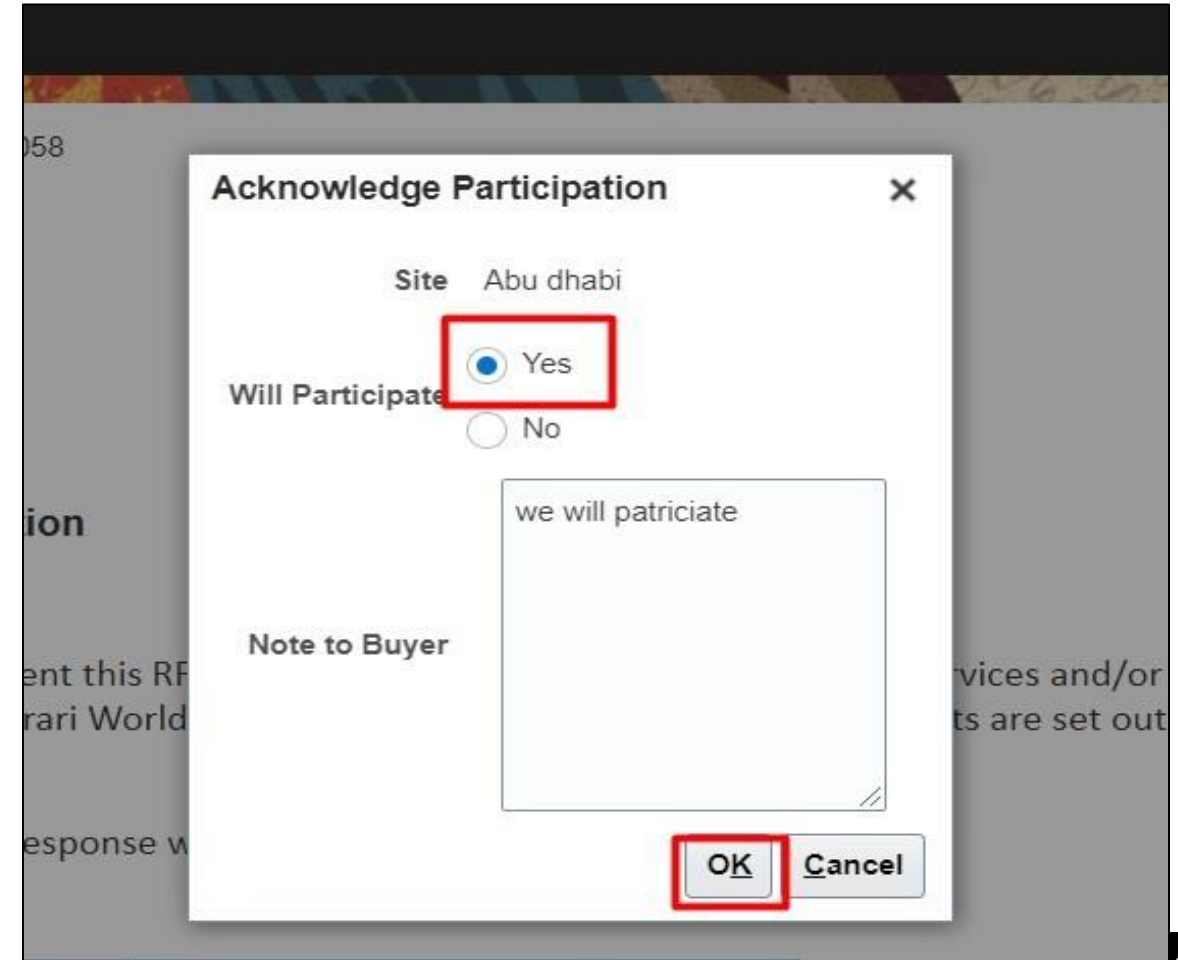 058
Acknowledge Participation
Site Abu dhabi
Yes
Will Participate
No
we will patriciate
tion
Note to Buyer
ent this RF vices and/or
rari World ts are set out
esponse w
OK Cancel